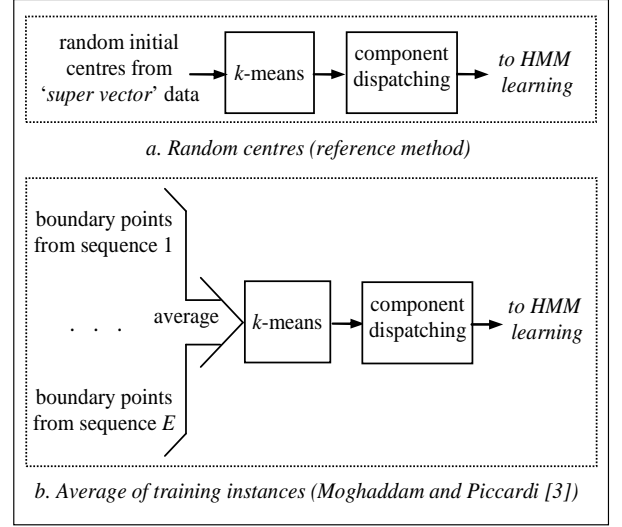 random initial
centres from
‘super vector’ data
k-means
component
dispatching
to HMM
learning
a. Random centres (reference method)
boundary points
from sequence 1
. . .
average
boundary points
from sequence E
k-means
component
dispatching
to HMM
learning
b. Average of training instances (Moghaddam and Piccardi [3])